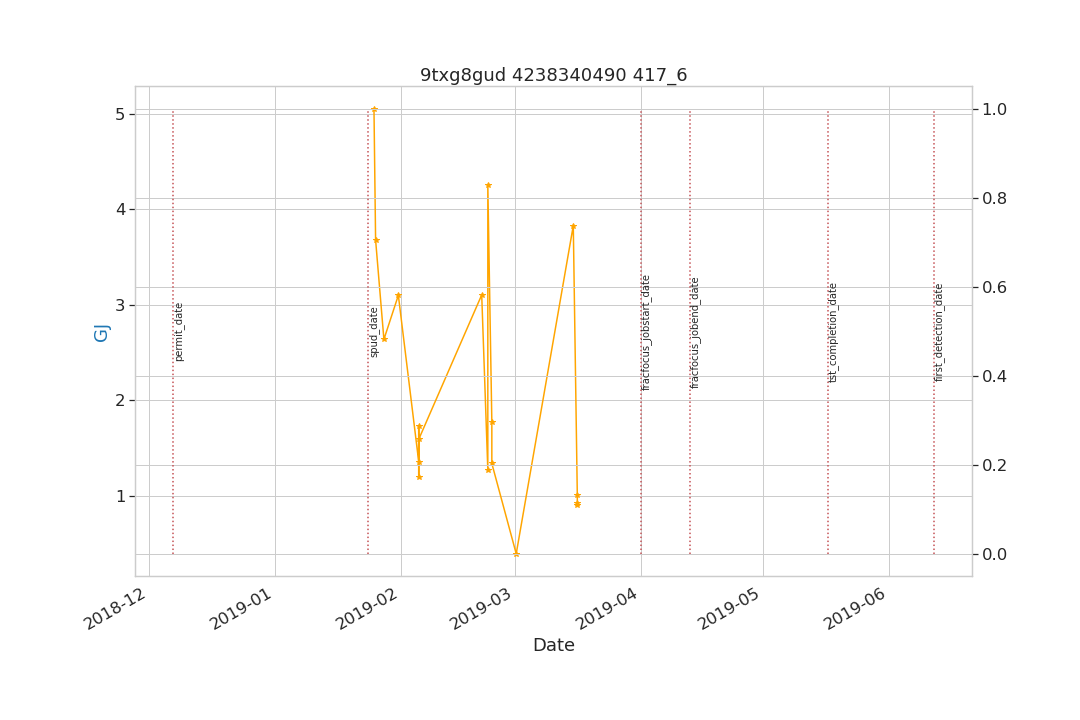 9txg8gud 4238340490 417_6
GJ
5
4
3
2
1
1.0
0.8
0.6
0.4
0.2
0.0
permit_date
spud_date
fracfocus_jobstart_date
fracfocus_jobend_date
tst_completion_date
first_detection_date
2018-12
2019-01
2019-02
2019-03
2019-04
2019-05
2019-06
Date